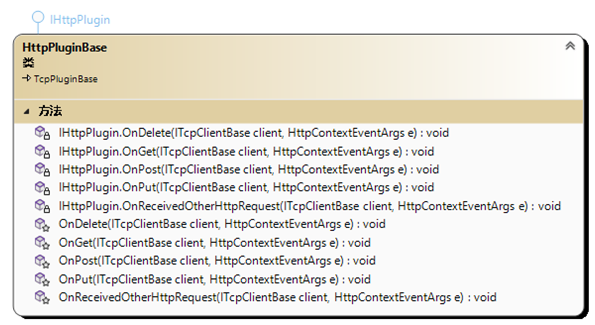 IHttpPlugin
HttpPluginBase
类
TcpPluginBase
方法
IHttpPlugin.OnDelete(ITcpClientBase client, HttpContextEventArgs e) : void
IHttpPlugin.OnGet(ITcpClientBase client, HttpContextEventArgs e) : void
IHttpPlugin.OnPost(ITcpClientBase client, HttpContextEventArgs e) : void
IHttpPlugin.OnPut(ITcpClientBase client, HttpContextEventArgs e) : void
IHttpPlugin.OnReceivedOtherHttpRequest(ITcpClientBase client, HttpContextEventArgs e) : void
OnDelete(ITcpClientBase client, HttpContextEventArgs e) : void
OnGet(ITcpClientBase client, HttpContextEventArgs e) : void
OnPost(ITcpClientBase client, HttpContextEventArgs e) : void
OnPut(ITcpClientBase client, HttpContextEventArgs e) : void
OnReceivedOtherHttpRequest(ITcpClientBase client, HttpContextEventArgs e) : void